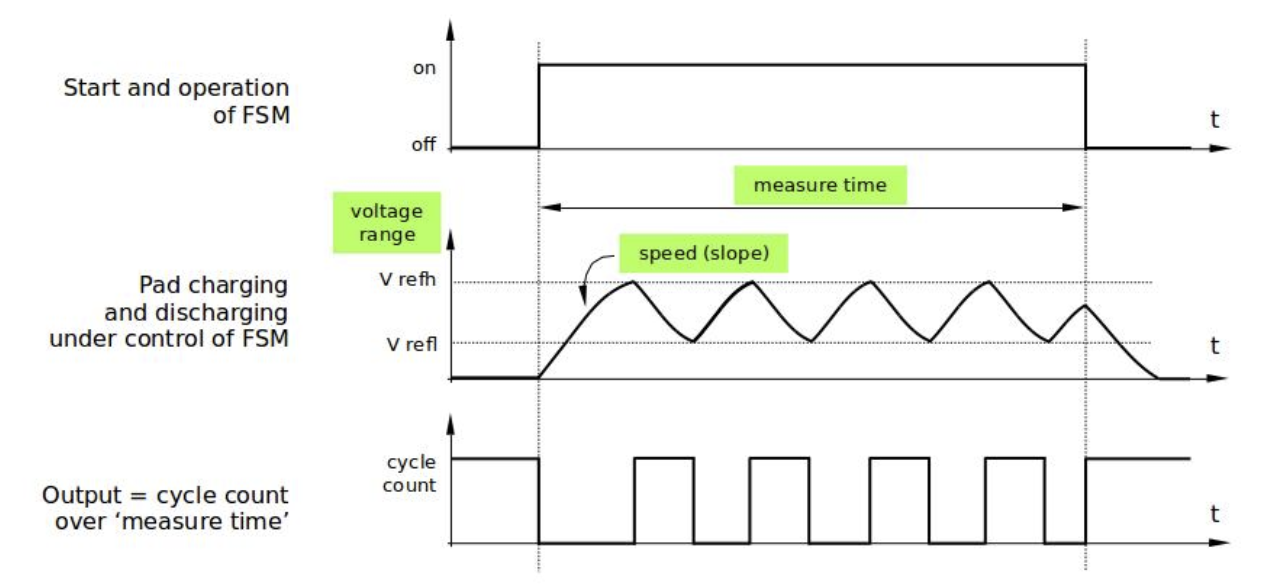 Start and operation
of FSM
on
off
t
measure time
voltage
range
speed (slope)
Pad charging
and discharging
under control of FSM
V refh
V refl
t
Output = cycle count
over ‘measure time’
cycle
count
t